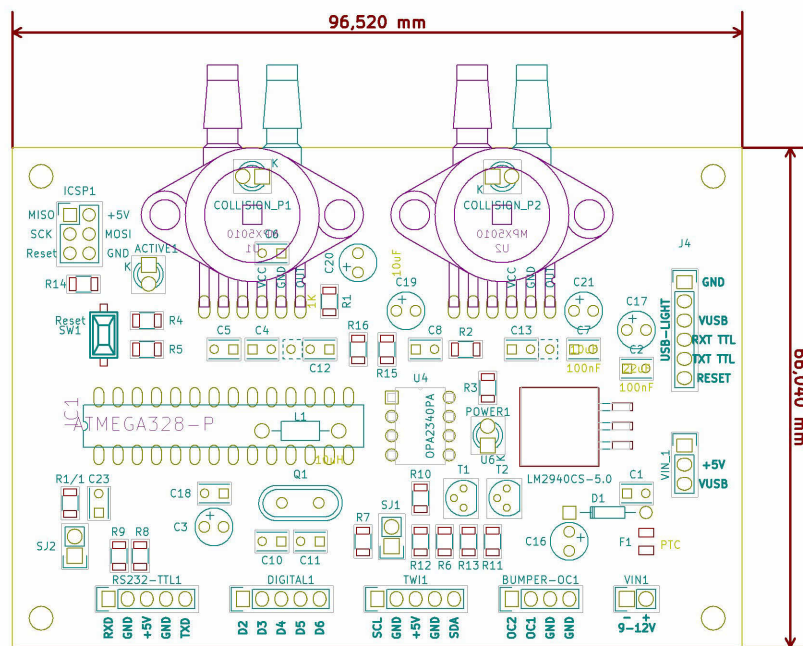 96,520 mm
66,040 mm
ICSP1
MISO +5V
SCK MOSI
Reset GND
ACTIVE1
K
K
COLLISION_P1
MPX5010
U1
C6
VCC
GND
OUT
K
COLLISION_P2
MPX5010
U2
VCC
GND
OUT
J4
GND
VUSB
RXT TTL
TXT TTL
RESET
USB-LIGHT
R14
Reset
SW1
R4
R5
C20
10uF
1K
R1
C19
C21
C17
C5
C4
C12
R16
R15
C8
R2
C13
C7
10uF
100nF
C2
22uF
100nF
IC1
ATMEGA328-P
L1
10uH
U4
OPA2340PA
R3
POWER1
K
U6
LM2940CS-5.0
VIN_1
+5V
VUSB
R1/1
C23
C18
C3
Q1
R10
T1
T2
C1
D1
SJ2
R9
R8
C10
C11
R7
SJ1
R12
R6
R13
R11
C16
F1
PTC
RS232-TTL1
RXD
GND
+5V
GND
TXD
DIGITAL1
D2
D3
D4
D5
D6
TWI1
SCL
GND
+5V
GND
SDA
BUMPER-OC1
OC2
OC1
GND
GND
VIN1
- +
9-12V